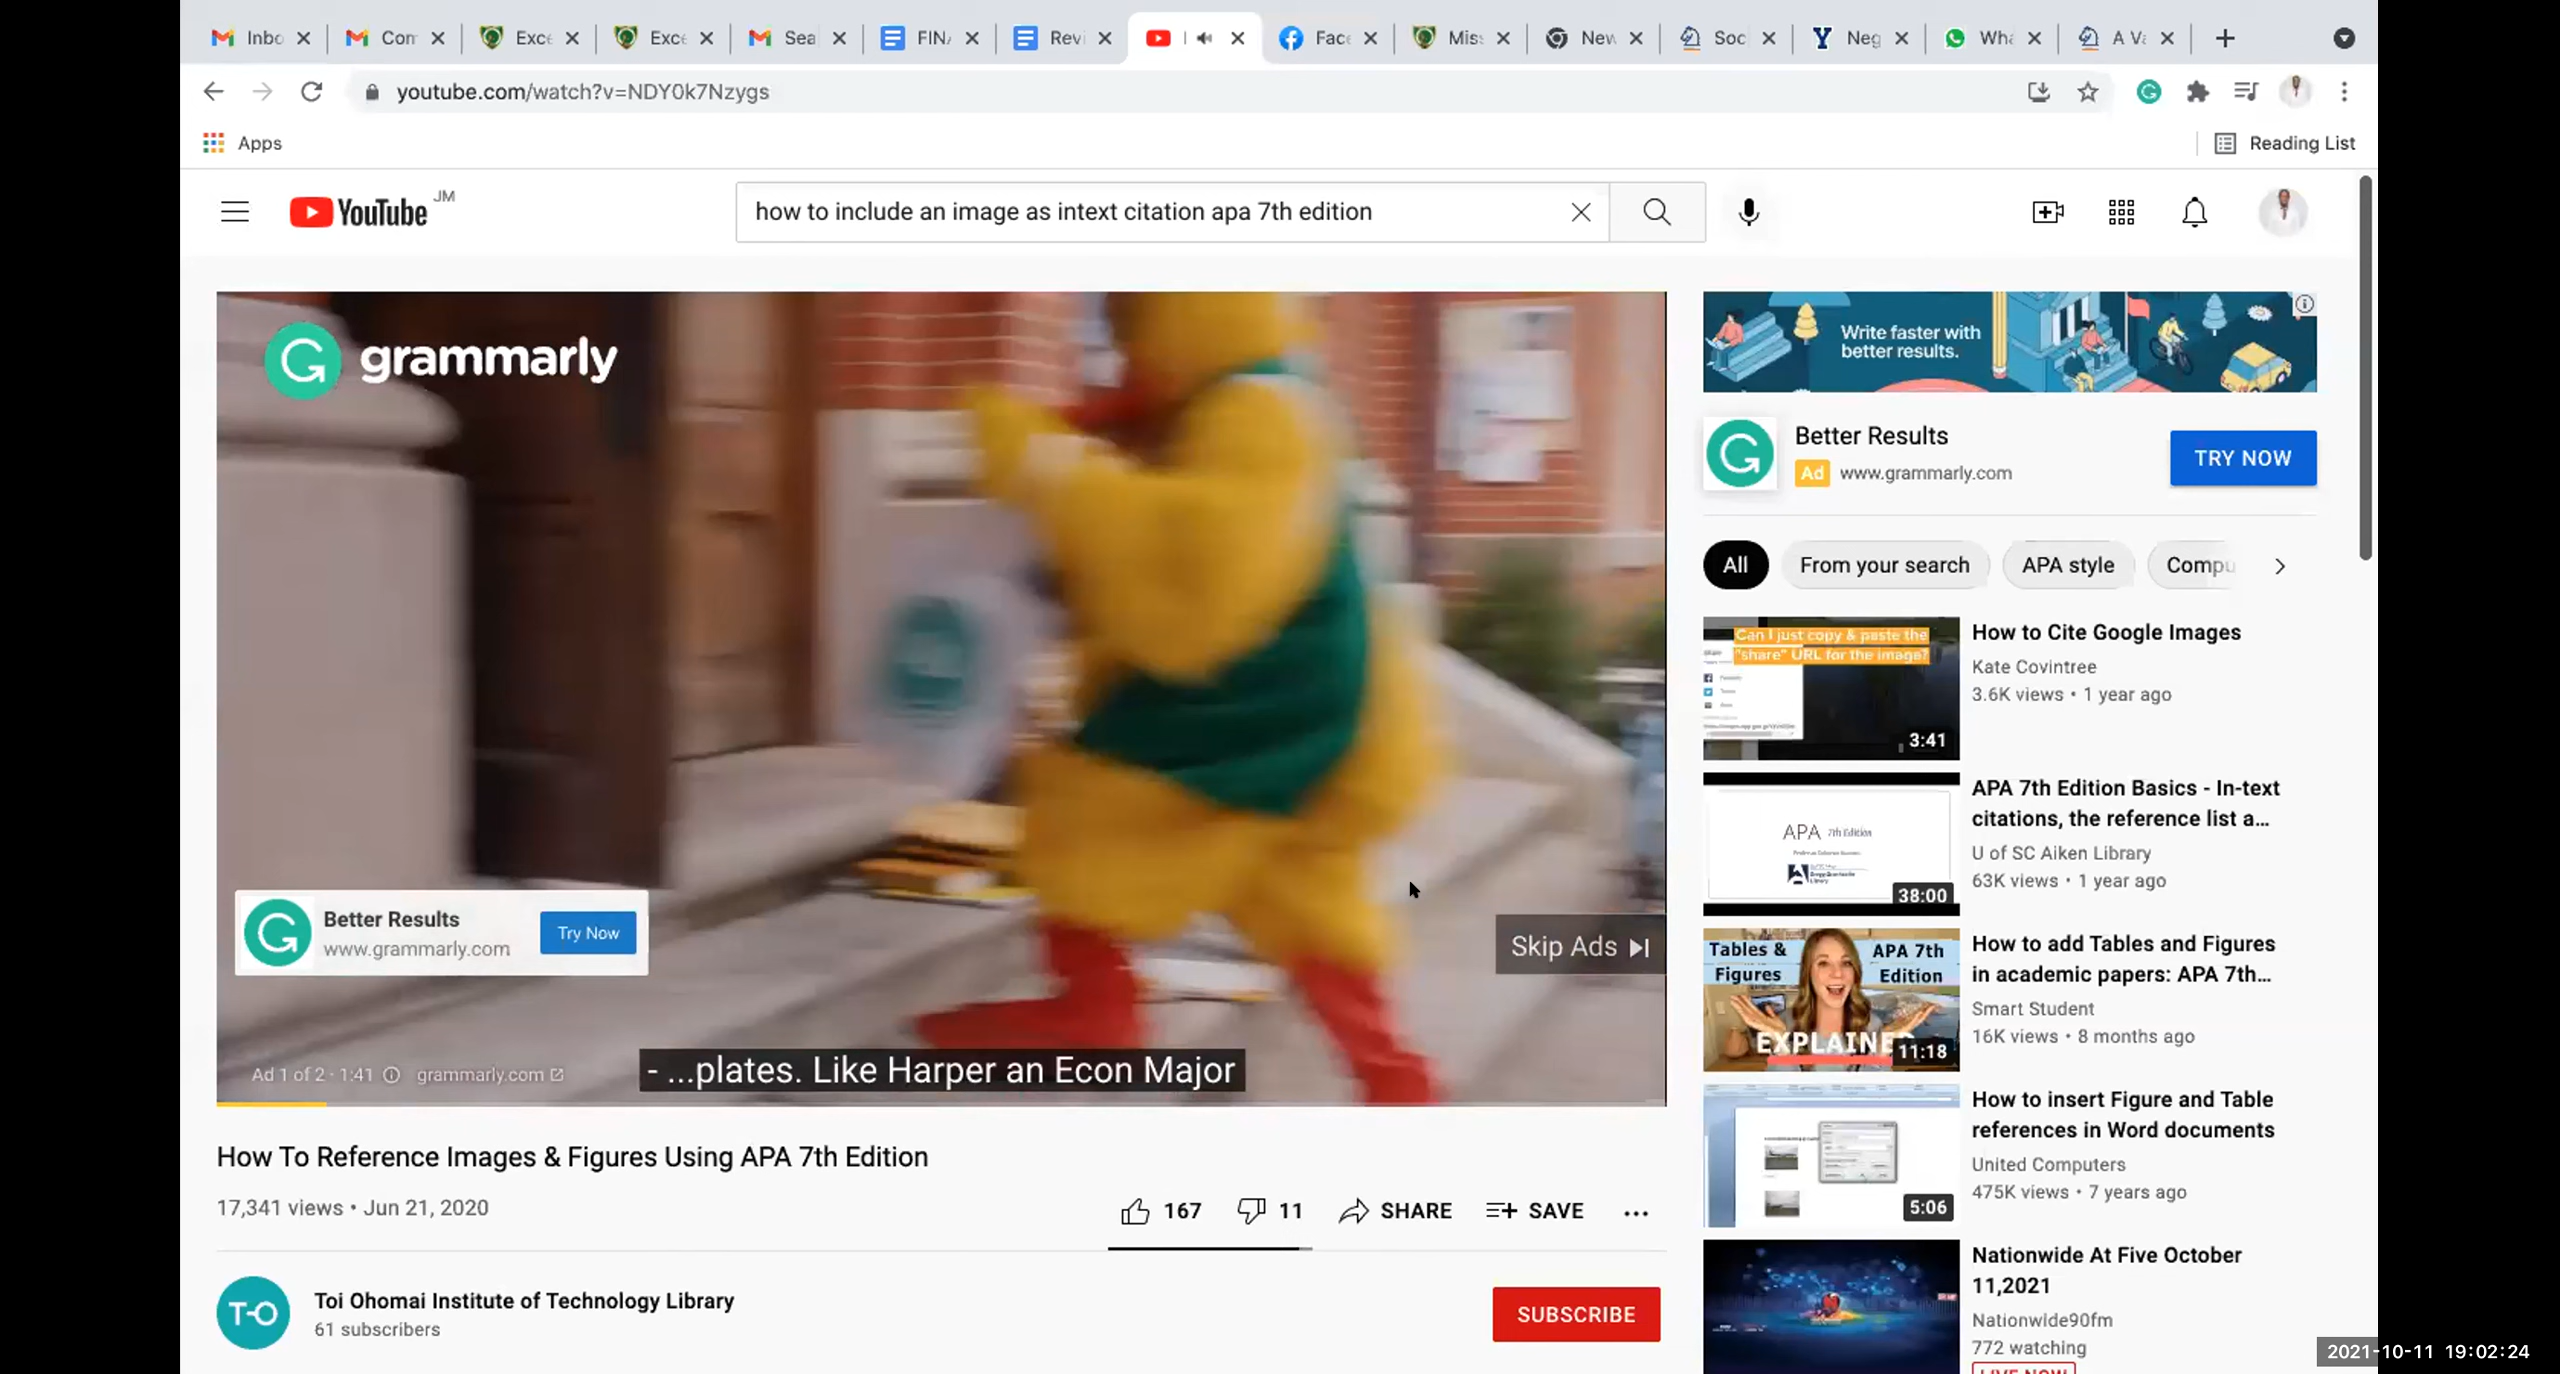 Inbo
Com
Exce
Exce
Sea
FIN
Revi
Face
Miss
New
Soc
Neg
Wha
A Va
youtube.com/watch?v=NDY0k7Nzygs
Apps
Reading List
YouTube JM
how to include an image as intext citation apa 7th edition
grammarly
Write faster with
better results.
Better Results
Ad www.grammarly.com
TRY NOW
All From your search APA style Compu
Better Results
www.grammarly.com
Try Now
Skip Ads
- ...plates. Like Harper an Econ Major
Ad 1 of 2 · 1:41 grammarly.com
How To Reference Images & Figures Using APA 7th Edition
17,341 views • Jun 21, 2020
167 11 SHARE SAVE
T-O
Toi Ohomai Institute of Technology Library
61 subscribers
SUBSCRIBE
Can I just copy & paste the
"share" URL for the image?
3:41
How to Cite Google Images
Kate Covintree
3.6K views • 1 year ago
APA 7th Edition
38:00
APA 7th Edition Basics - In-text
citations, the reference list a...
U of SC Aiken Library
63K views • 1 year ago
Tables & Figures
APA 7th Edition
EXPLAINE
11:18
How to add Tables and Figures
in academic papers: APA 7th...
Smart Student
16K views • 8 months ago
5:06
How to insert Figure and Table
references in Word documents
United Computers
475K views • 7 years ago
Nationwide At Five October
11,2021
Nationwide90fm
772 watching
LIVE NOW
2021-10-11 19:02:24